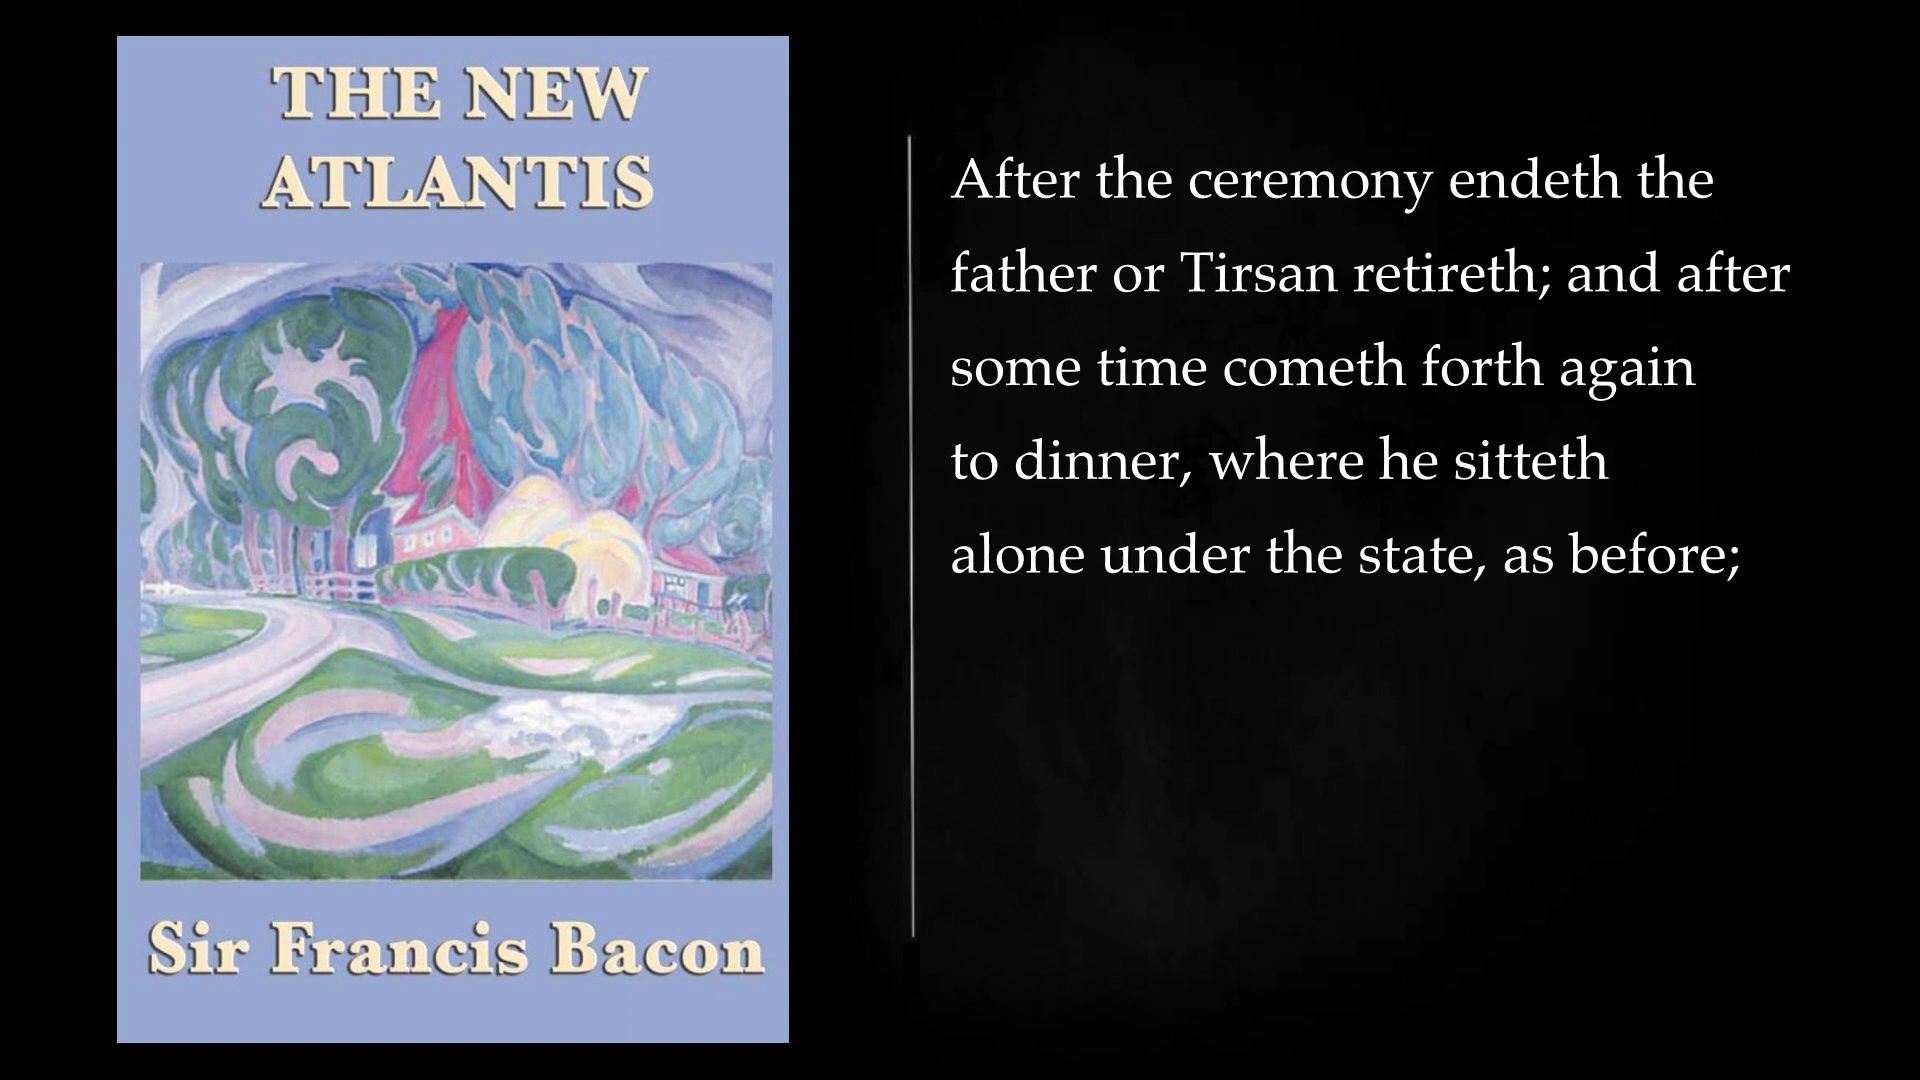 THE NEW
ATLANTIS
Sir Francis Bacon
After the ceremony endeth the
father or Tirsan retireth; and after
some time cometh forth again
to dinner, where he sitteth
alone under the state, as before;